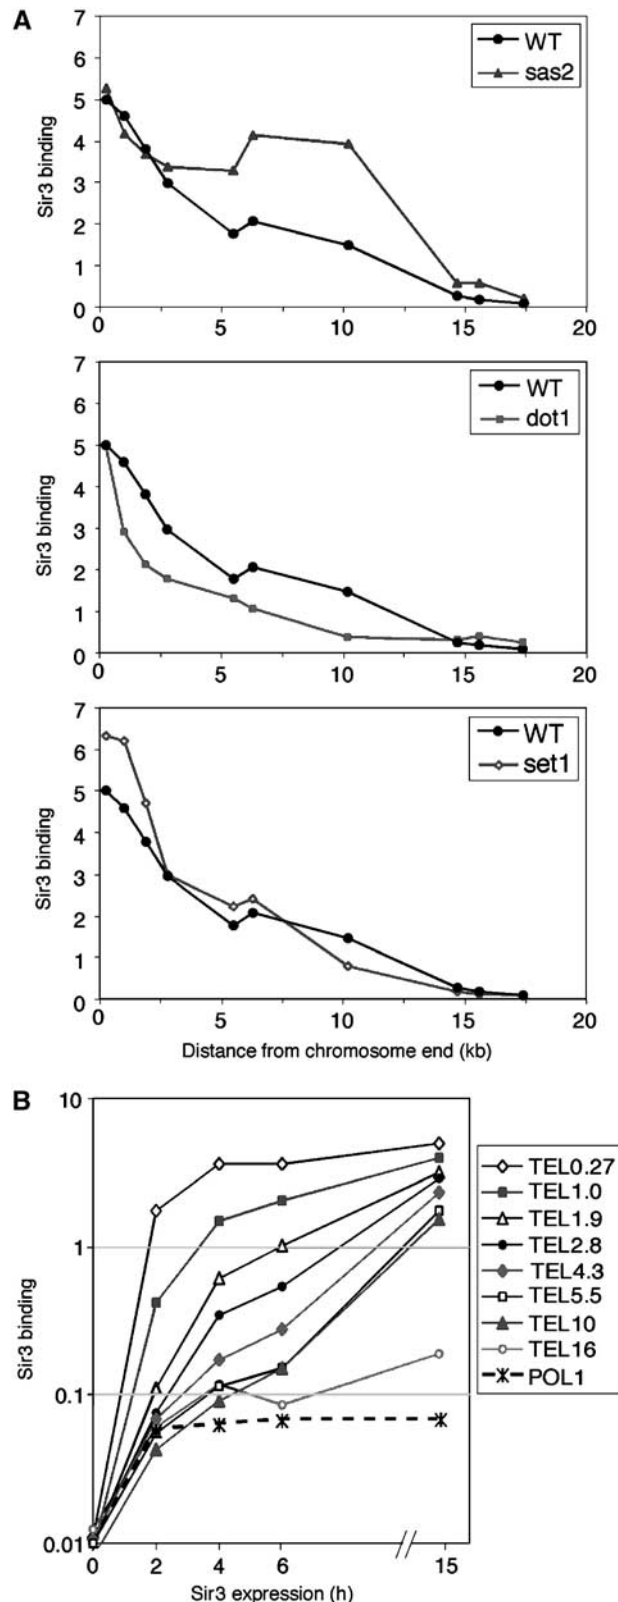 A
7
6
5
4
3
2
1
0
Sir3 binding
WT
sas2
0 5 10 15 20
7
6
5
4
3
2
1
0
Sir3 binding
WT
dot1
0 5 10 15 20
7
6
5
4
3
2
1
0
Sir3 binding
WT
set1
0 5 10 15 20
Distance from chromosome end (kb)
B
10
1
0.1
0.01
Sir3 binding
TEL0.27
TEL1.0
TEL1.9
TEL2.8
TEL4.3
TEL5.5
TEL10
TEL16
POL1
0 2 4 6 // 15
Sir3 expression (h)